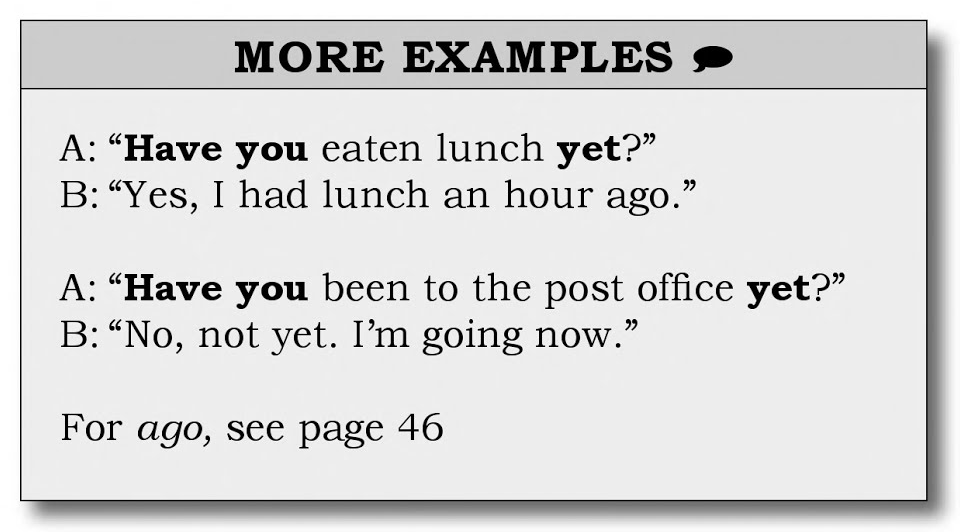 MORE EXAMPLES
A: “Have you eaten lunch yet?”
B: “Yes, I had lunch an hour ago.”
A: “Have you been to the post office yet?”
B: “No, not yet. I’m going now.”
For ago, see page 46